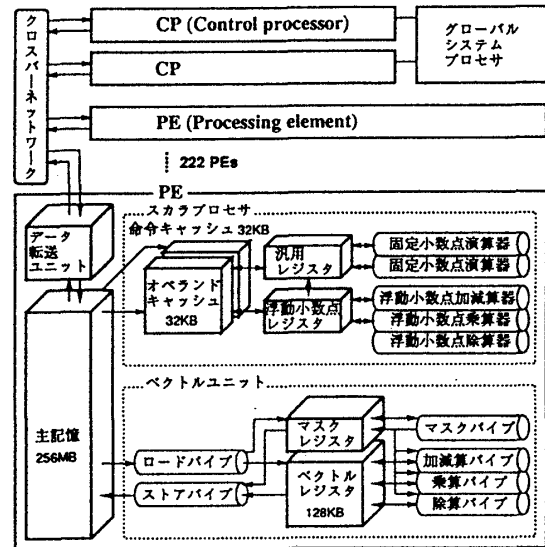 クロスバーネットワーク
CP (Control processor)
CP
グローバル
システム
プロセサ
PE (Processing element)
222 PEs
PE
データ
転送
ユニット
スカラプロセサ
命令キャッシュ 32KB
オペランド
キャッシュ
32KB
汎用
レジスタ
浮動小数点
レジスタ
固定小数点演算器
固定小数点演算器
浮動小数点加減算器
浮動小数点乗算器
浮動小数点除算器
主記憶
256MB
ベクトルユニット
ロードパイプ
ストアパイプ
マスク
レジスタ
ベクトル
レジスタ
128KB
マスクパイプ
加減算パイプ
乗算パイプ
除算パイプ